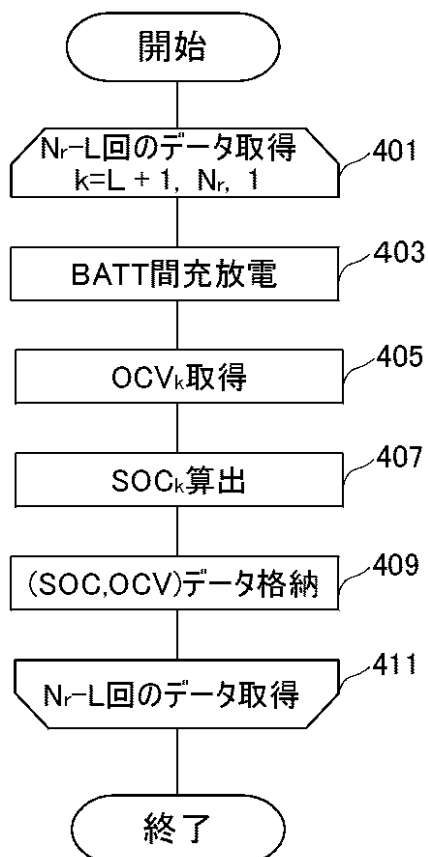 開始
Nr-L回のデータ取得
k=L + 1, Nr, 1
401
BATT間充放電
403
OCVk取得
405
SOCk算出
407
(SOC,OCV)データ格納
409
Nr-L回のデータ取得
411
終了